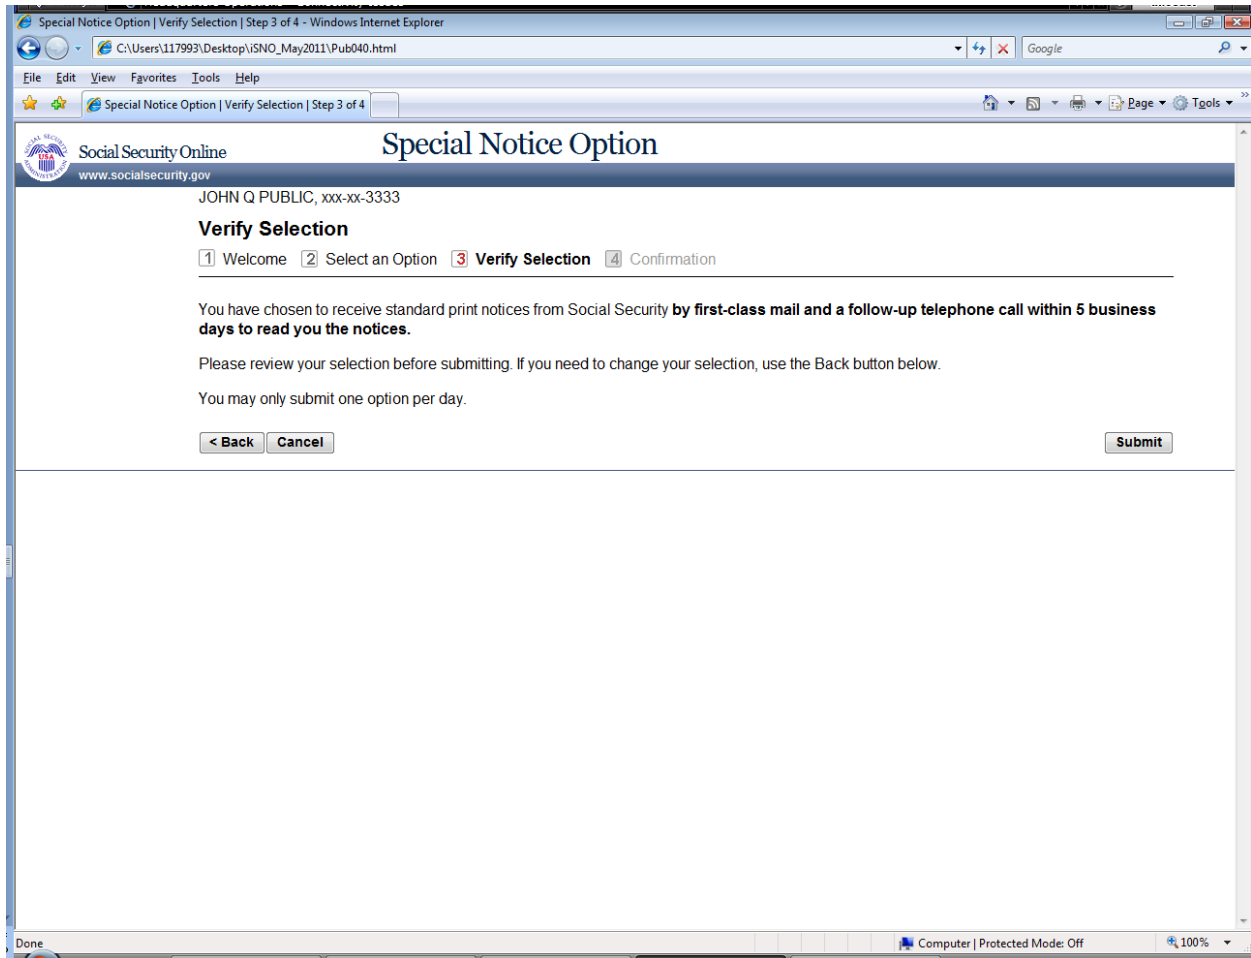 Special Notice Option | Verify Selection | Step 3 of 4 - Windows Internet Explorer
C:\Users\117993\Desktop\iSNO_May2011\Pub040.html
Google
File Edit View Favorites Tools Help
Special Notice Option | Verify Selection | Step 3 of 4
Page Tools
SOCIAL SECURITY ADMINISTRATION
USA
Social Security Online
Special Notice Option
www.socialsecurity.gov
JOHN Q PUBLIC, xxx-xx-3333
Verify Selection
1 Welcome 2 Select an Option 3 Verify Selection 4 Confirmation
You have chosen to receive standard print notices from Social Security by first-class mail and a follow-up telephone call within 5 business
days to read you the notices.
Please review your selection before submitting. If you need to change your selection, use the Back button below.
You may only submit one option per day.
< Back Cancel Submit
Done
Computer | Protected Mode: Off
100%